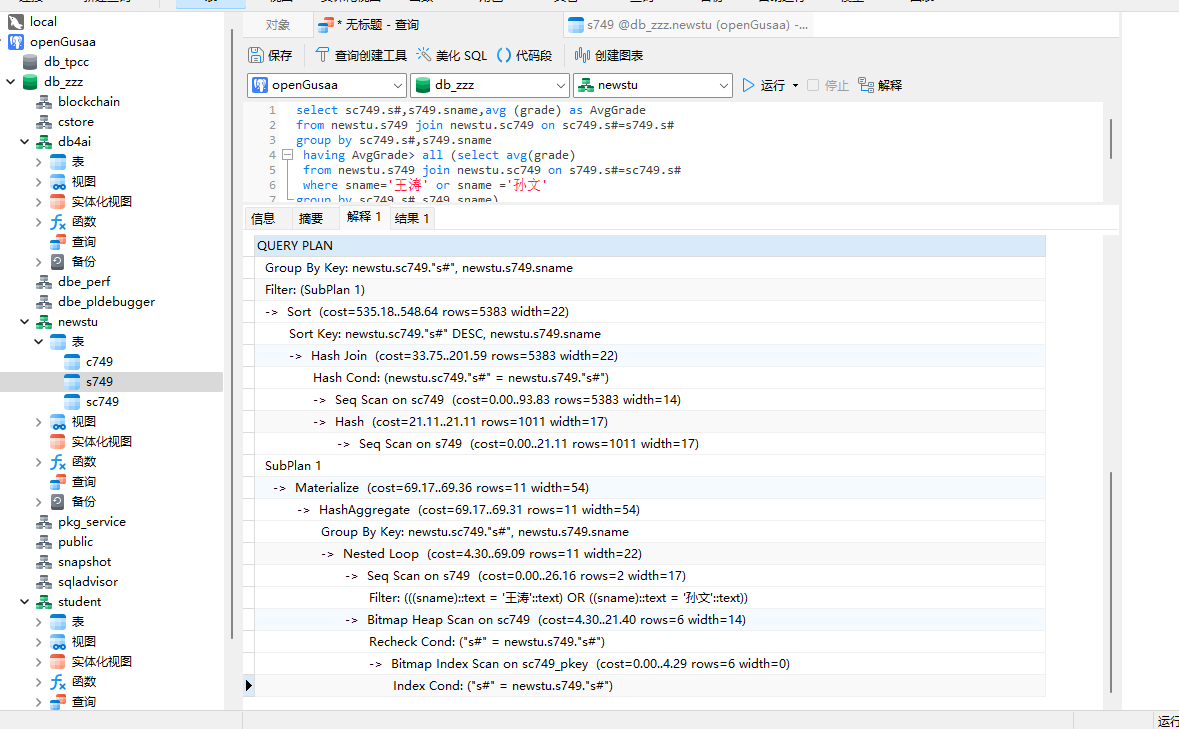 local
openGusaa
db_tpcc
db_zzz
blockchain
cstore
db4ai
表
视图
实体化视图
函数
查询
备份
dbe_perf
dbe_pldebugger
newstu
表
c749
s749
sc749
视图
实体化视图
函数
查询
备份
pkg_service
public
snapshot
sqladvisor
student
表
视图
实体化视图
函数
查询
对象
* 无标题 - 查询
s749 @db_zzz.newstu (openGusaa) -...
保存
查询创建工具
美化 SQL
代码段
创建图表
openGusaa
db_zzz
newstu
运行
停止
解释
1 select sc749.s#,s749.sname,avg (grade) as AvgGrade
2 from newstu.s749 join newstu.sc749 on sc749.s#=s749.s#
3 group by sc749.s#,s749.sname
4 having AvgGrade> all (select avg(grade)
5 from newstu.s749 join newstu.sc749 on s749.s#=sc749.s#
6 where sname='王涛' or sname ='孙文'
7 group by sc749.s#,s749.sname)
信息 摘要 解释 1 结果 1
QUERY PLAN
Group By Key: newstu.sc749."s#", newstu.s749.sname
Filter: (SubPlan 1)
-> Sort (cost=535.18..548.64 rows=5383 width=22)
Sort Key: newstu.sc749."s#" DESC, newstu.s749.sname
-> Hash Join (cost=33.75..201.59 rows=5383 width=22)
Hash Cond: (newstu.sc749."s#" = newstu.s749."s#")
-> Seq Scan on sc749 (cost=0.00..93.83 rows=5383 width=14)
-> Hash (cost=21.11..21.11 rows=1011 width=17)
-> Seq Scan on s749 (cost=0.00..21.11 rows=1011 width=17)
SubPlan 1
-> Materialize (cost=69.17..69.36 rows=11 width=54)
-> HashAggregate (cost=69.17..69.31 rows=11 width=54)
Group By Key: newstu.sc749."s#", newstu.s749.sname
-> Nested Loop (cost=4.30..69.09 rows=11 width=22)
-> Seq Scan on s749 (cost=0.00..26.16 rows=2 width=17)
Filter: (((sname)::text = '王涛'::text) OR ((sname)::text = '孙文'::text))
-> Bitmap Heap Scan on sc749 (cost=4.30..21.40 rows=6 width=14)
Recheck Cond: ("s#" = newstu.s749."s#")
-> Bitmap Index Scan on sc749_pkey (cost=0.00..4.29 rows=6 width=0)
Index Cond: ("s#" = newstu.s749."s#")
运行